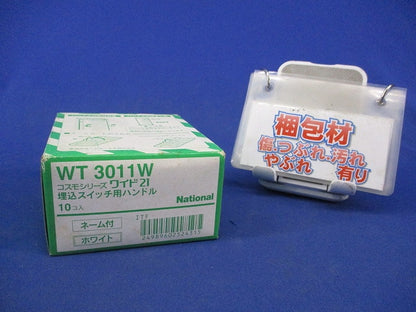 WT 3011W
コスモシリーズ ワイド21
埋込スイッチ用ハンドル
National
10コ入
ネーム付
ホワイト
ITF
梱包材
傷、つぶれ、汚れ
やぶれ 有り